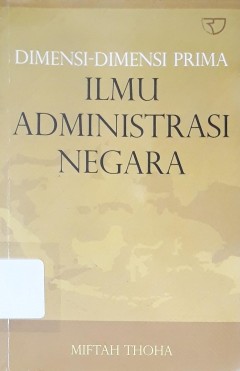 DIMENSI-DIMENSI PRIMA
ILMU
ADMINISTRASI
NEGARA
MIFTAH THOHA